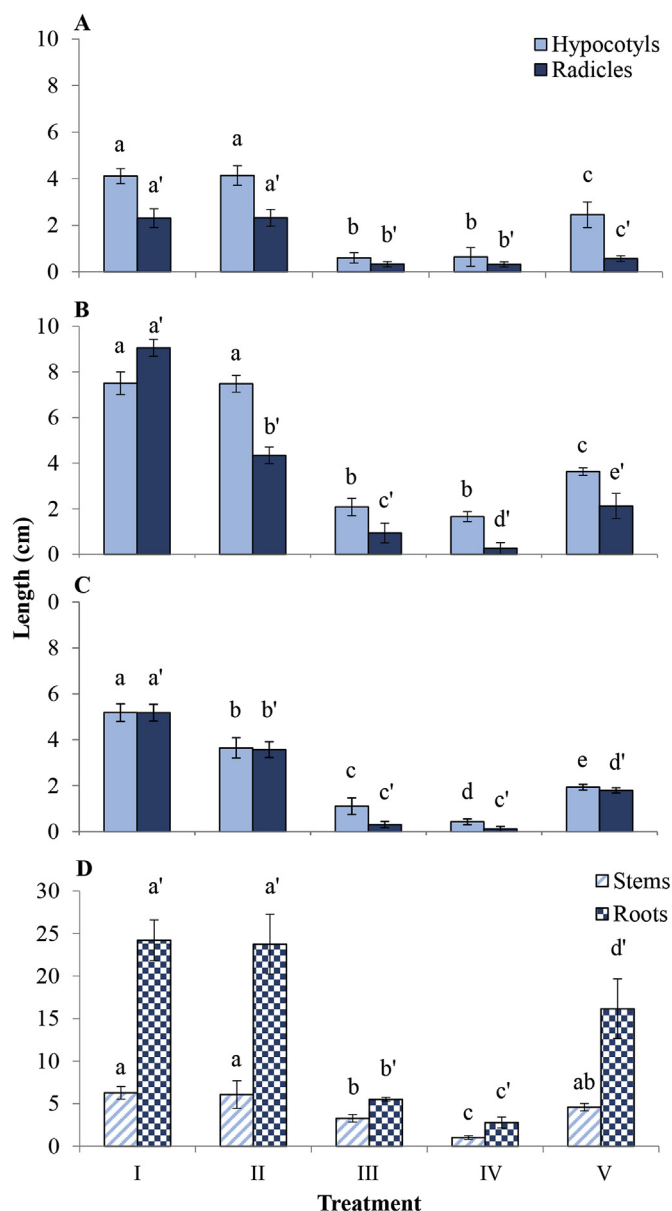 A
10
Hypocotyls
Radicles
8
6
a
a
4
a'
a'
c
2
b
b'
b
b'
c'
0
B
10
a'
a
a
8
6
b'
c
4
b
b
e'
c'
2
d'
0
C
0
8
a
a'
6
b
b'
4
e
d'
c
2
c'
d
c'
0
D
30
a'
a'
Stems
Roots
25
d'
20
15
10
a
a
b
b'
ab
5
c
c'
0
I
II
III
IV
V
Treatment
Length (cm)